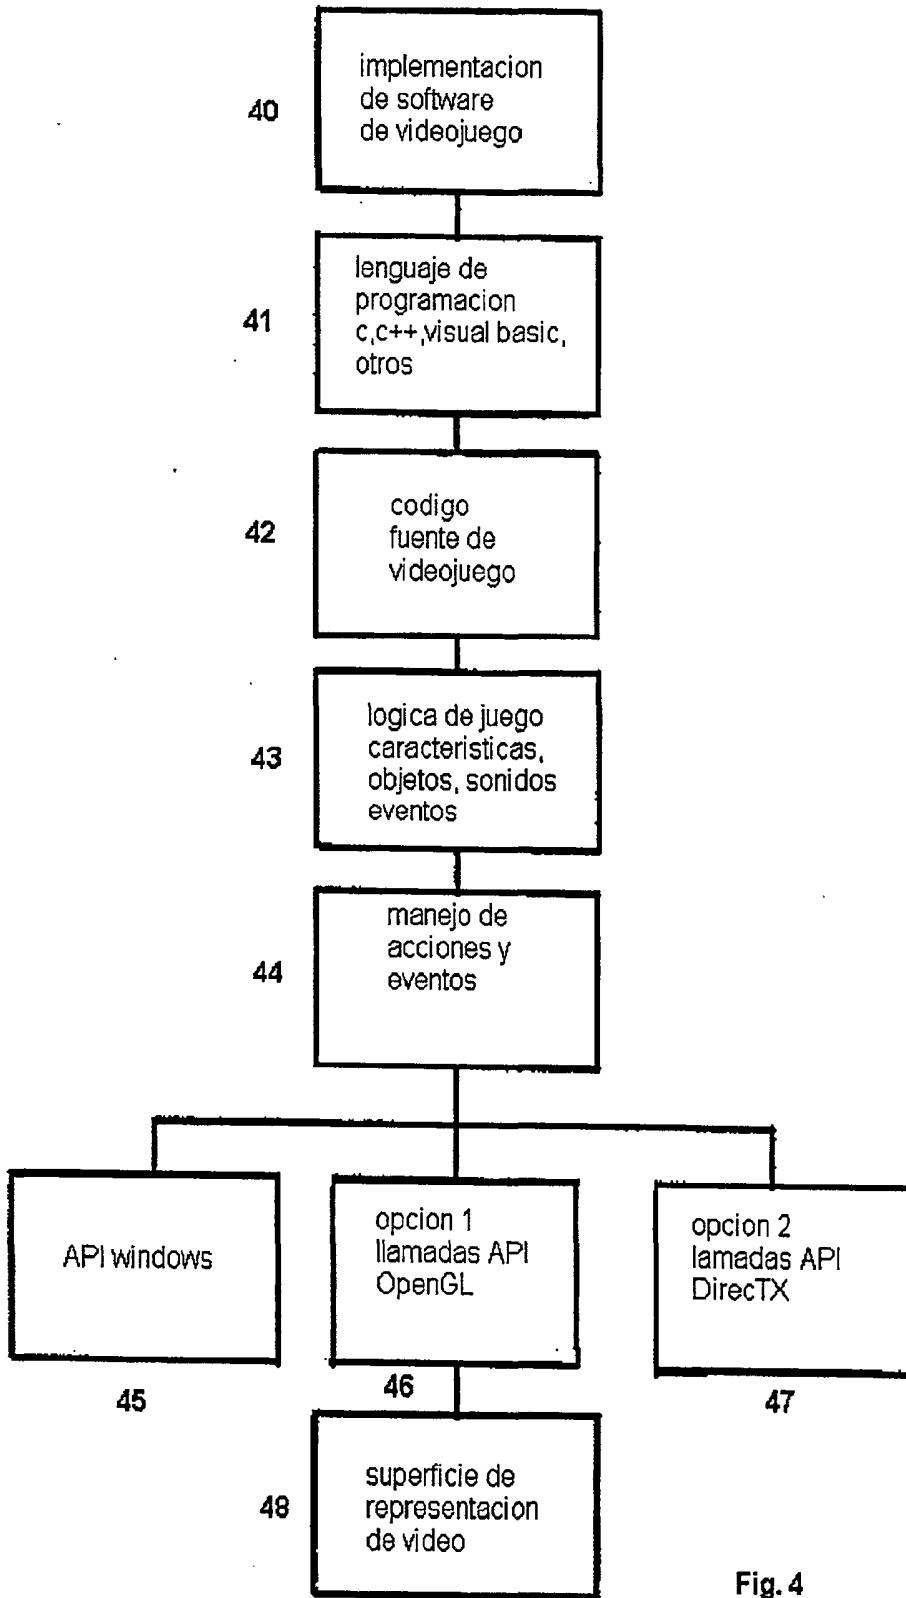 40
implementacion
de software
de videojuego
41
lenguaje de
programacion
c,c++,visual basic,
otros
42
codigo
fuente de
videojuego
43
logica de juego
caracteristicas,
objetos, sonidos
eventos
44
manejo de
acciones y
eventos
API windows
45
opcion 1
llamadas API
OpenGL
46
opcion 2
lamadas API
DirecTX
47
48
superficie de
representacion
de video
Fig. 4